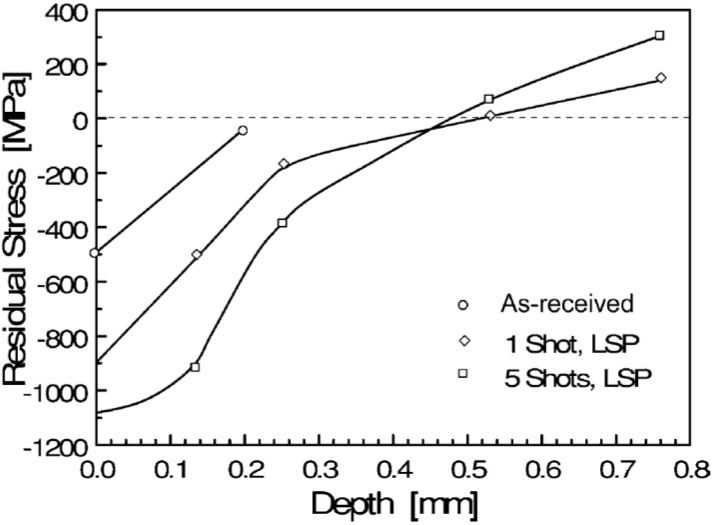 400
200
0
-200
-400
-600
-800
-1000
-1200
Residual Stress [MPa]
As-received
1 Shot, LSP
5 Shots, LSP
0.0 0.1 0.2 0.3 0.4 0.5 0.6 0.7 0.8
Depth [mm]